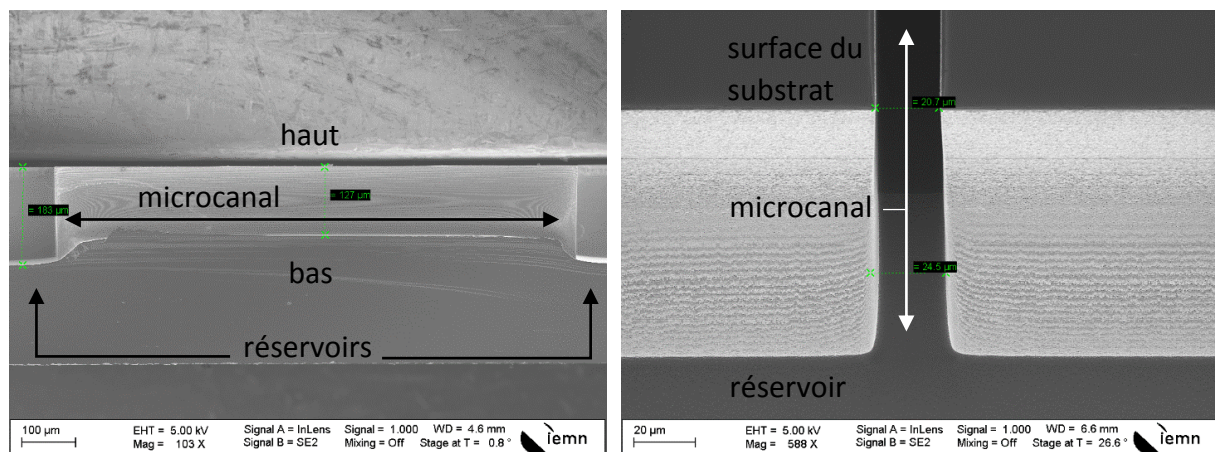 haut
microcanal
= 127 µm
= 183 µm
bas
réservoirs
100 µm
EHT = 5.00 kV
Signal A = InLens
Signal = 1.000
WD = 4.6 mm
Mag = 103 X
Signal B = SE2
Mixing = Off
Stage at T = 0.8 °
iemn
surface du
substrat
= 20.7 µm
microcanal
= 24.5 µm
réservoir
20 µm
EHT = 5.00 kV
Signal A = InLens
Signal = 1.000
WD = 6.6 mm
Mag = 588 X
Signal B = SE2
Mixing = Off
Stage at T = 26.6 °
iemn